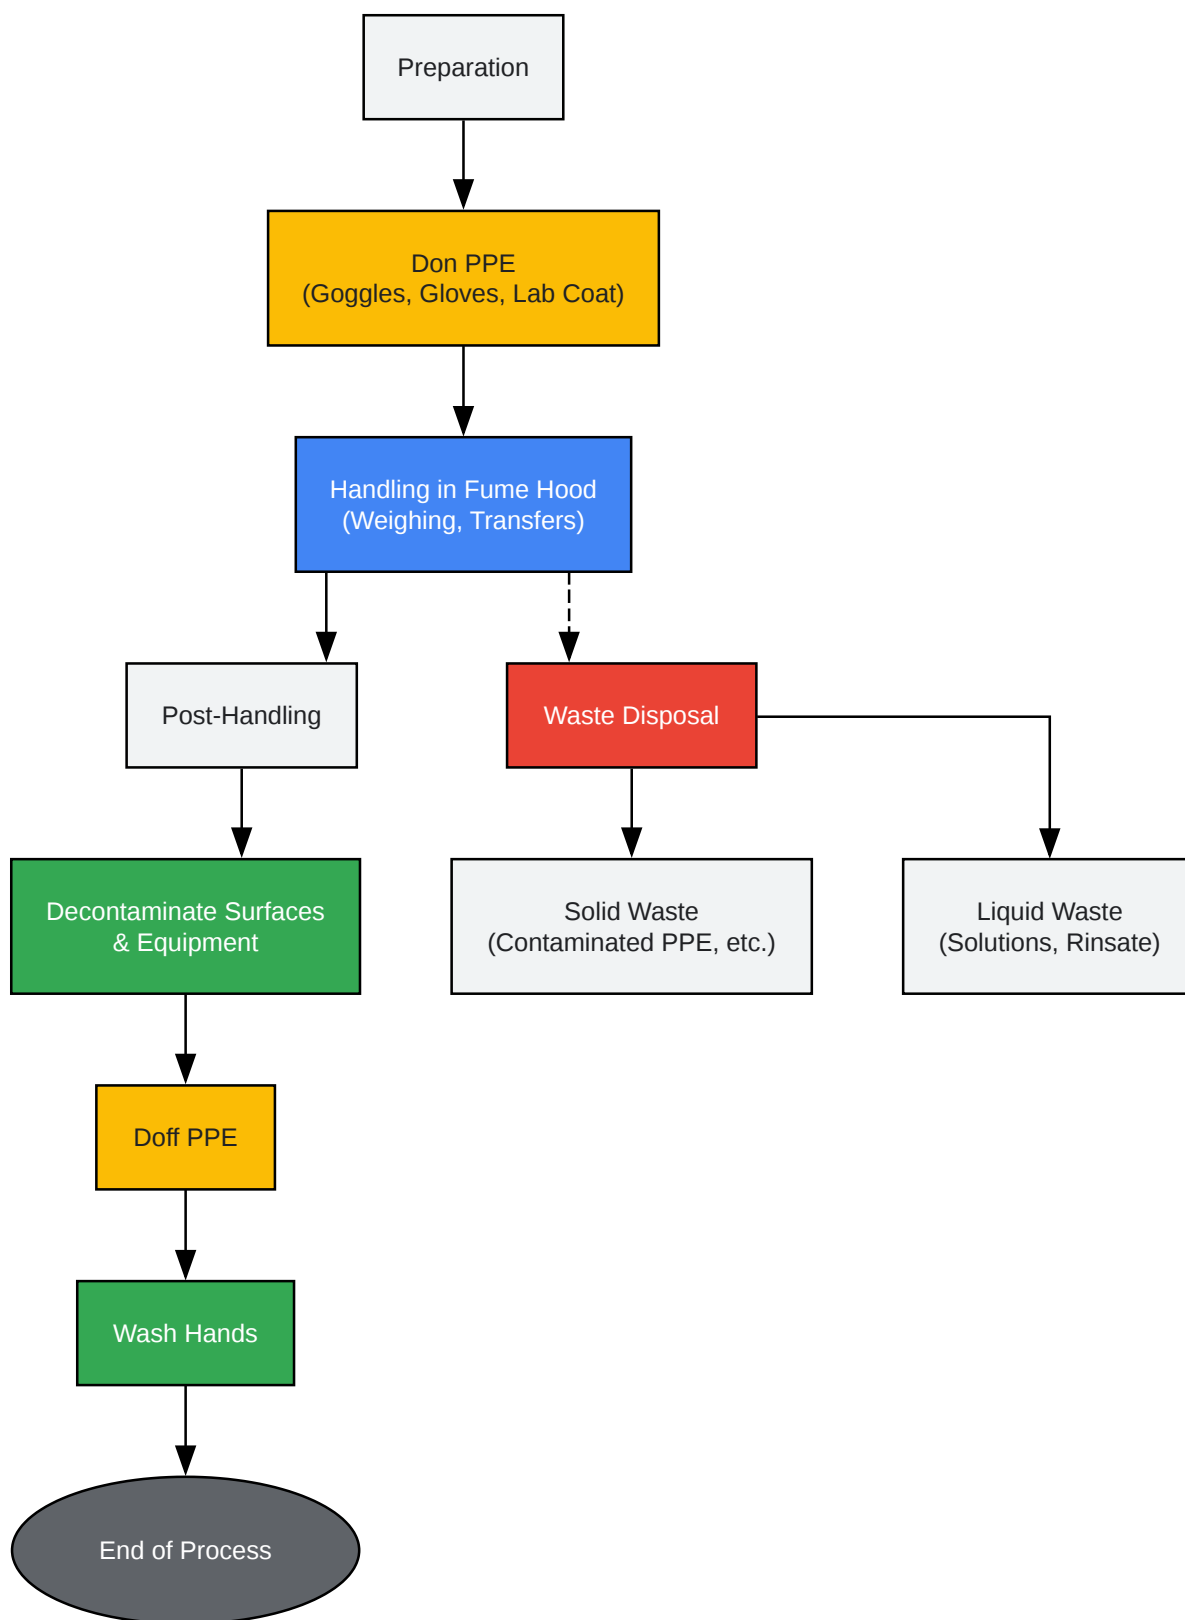 Preparation
Don PPE
(Goggles, Gloves, Lab Coat)
Handling in Fume Hood
(Weighing, Transfers)
Post-Handling
Waste Disposal
Decontaminate Surfaces
& Equipment
Solid Waste
(Contaminated PPE, etc.)
Liquid Waste
(Solutions, Rinsate)
Doff PPE
Wash Hands
End of Process